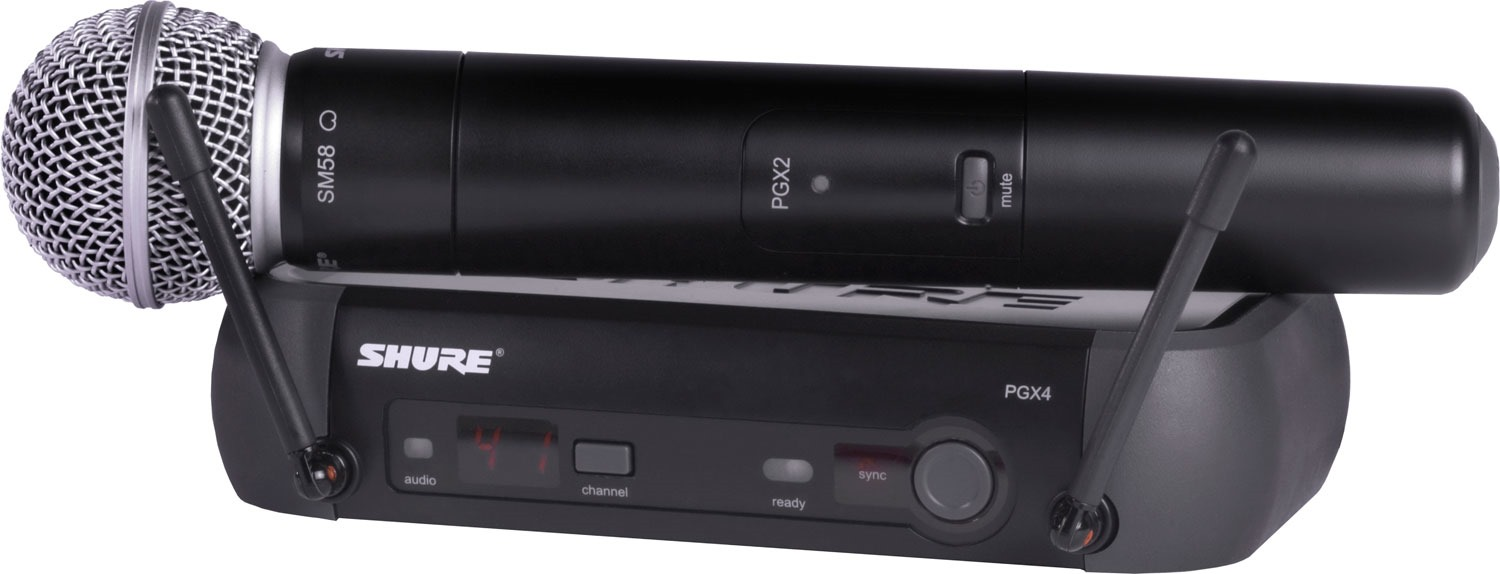 SM58
PGX2
mute
SHURE®
PGX4
41
audio
channel
ready
sync